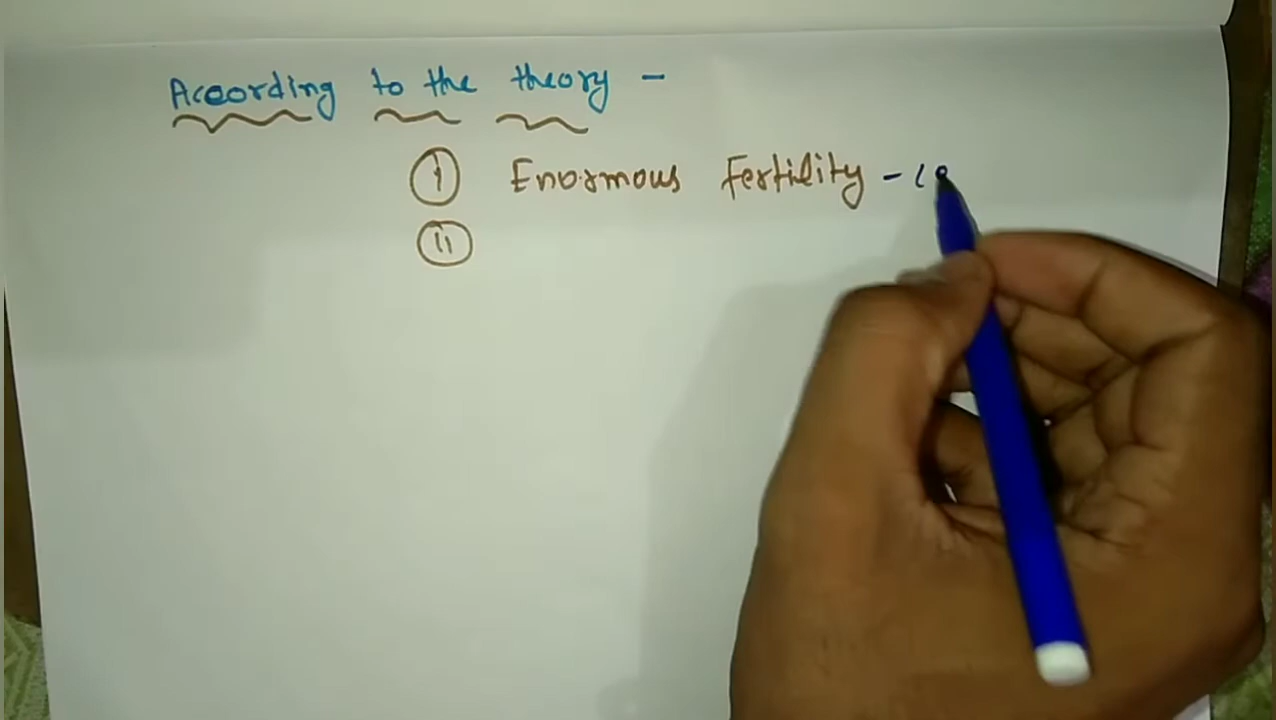 According to the theory -
(i) Enormous Fertility -
(ii)